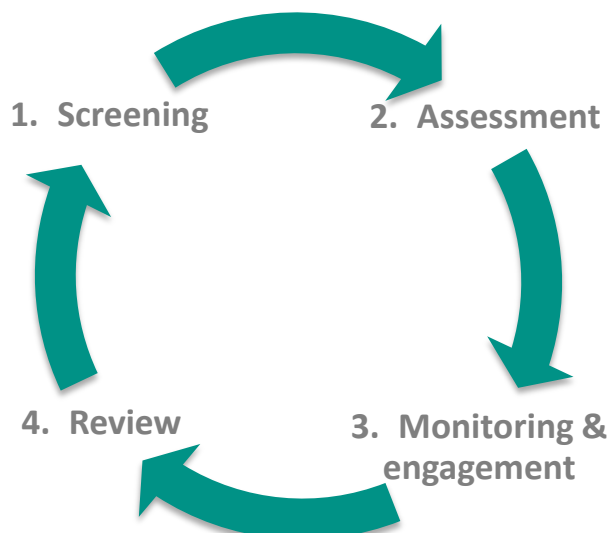 1. Screening
2. Assessment
4. Review
3. Monitoring &
engagement